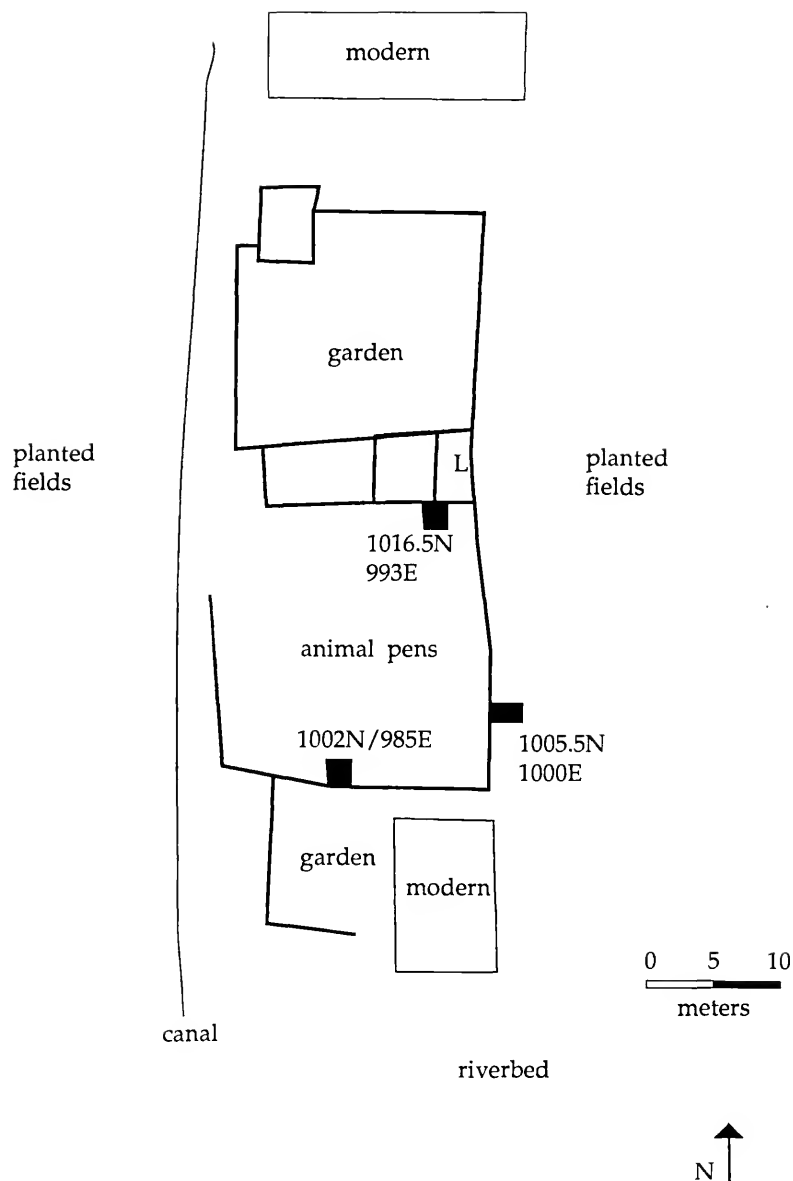 modern
garden
planted
fields
planted
fields
L
1016.5N
993E
animal pens
1002N/985E
1005.5N
1000E
garden
modern
0 5 10
meters
canal
riverbed
N